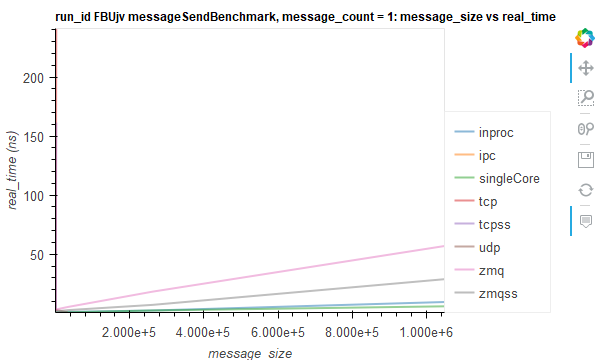 run_id FBUjv messageSendBenchmark, message_count = 1: message_size vs real_time
real_time (ns)
200
150
100
50
2.000e+5
4.000e+5
6.000e+5
8.000e+5
1.000e+6
message_size
inproc
ipc
singleCore
tcp
tcpss
udp
zmq
zmqss